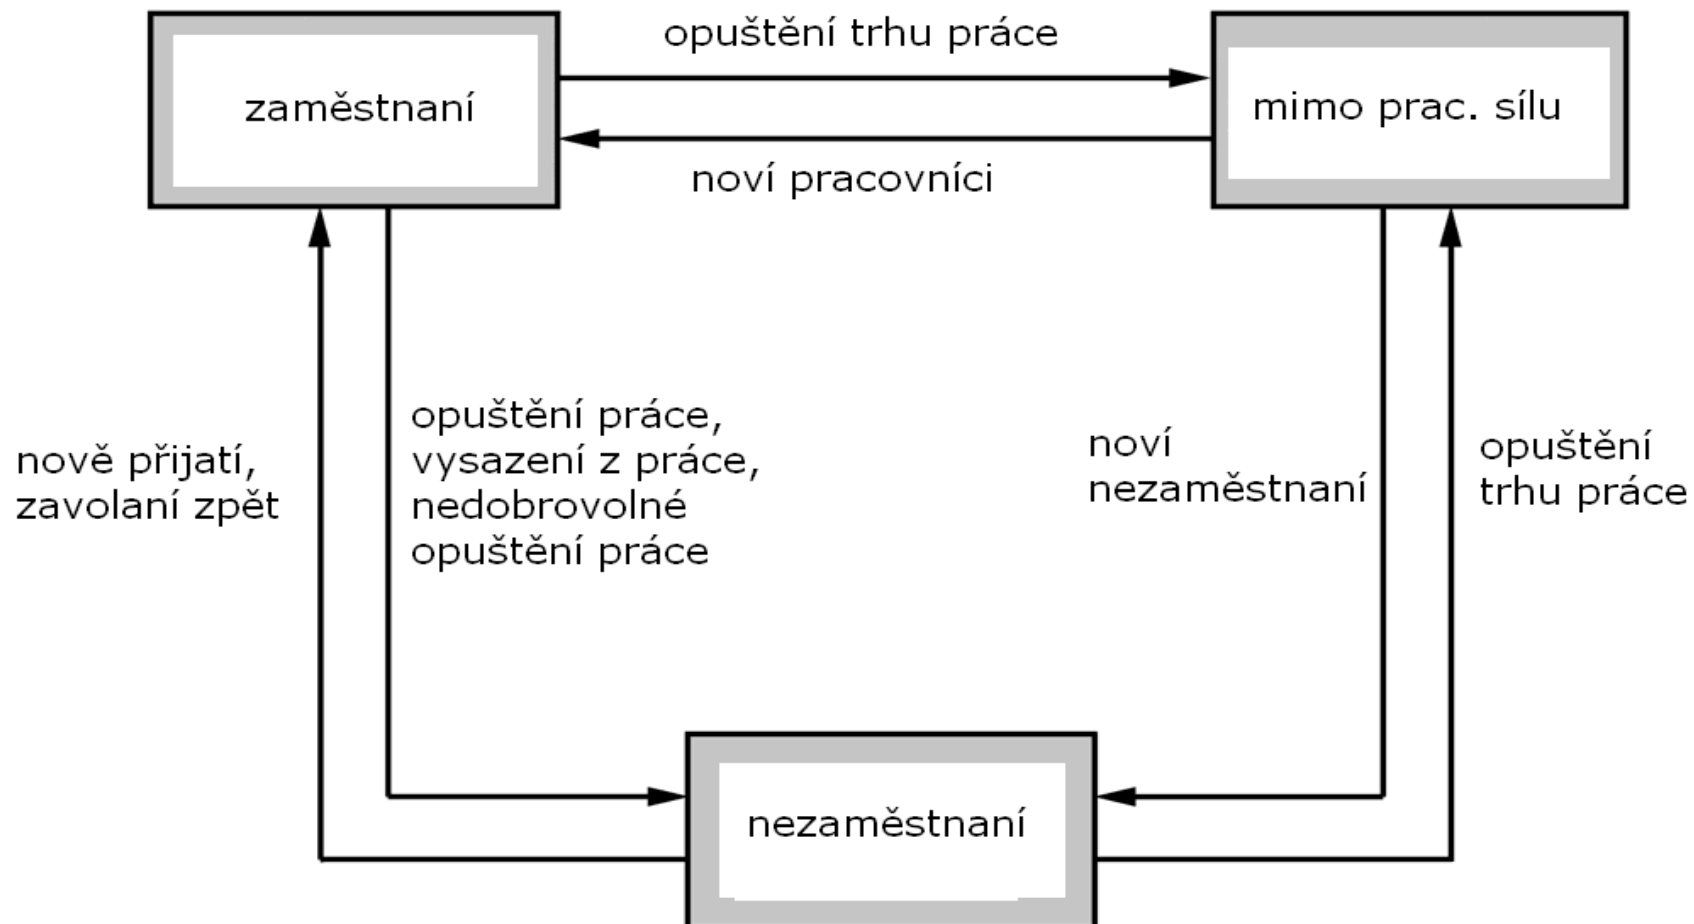 opuštění trhu práce
zaměstnaní
mimo prac. sílu
noví pracovníci
nově přijatí,
zavolaní zpět
opuštění práce,
vysazení z práce,
nedobrovolné
opuštění práce
noví
nezaměstnaní
opuštění
trhu práce
nezaměstnaní